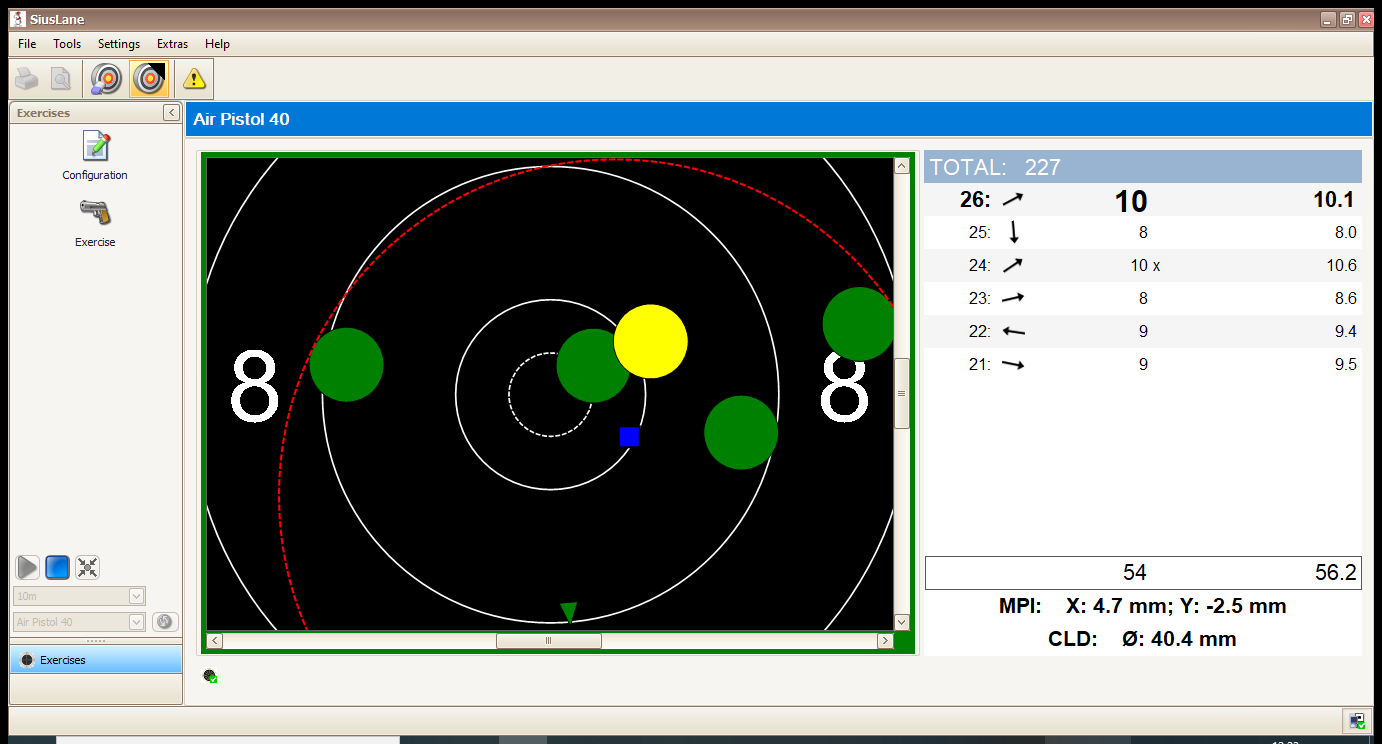 SiusLane
File Tools Settings Extras Help
Exercises
Configuration
Exercise
10m
Air Pistol 40
Exercises
Air Pistol 40
8 8
TOTAL: 227
26: 10 10.1
25: 8 8.0
24: 10 x 10.6
23: 8 8.6
22: 9 9.4
21: 9 9.5
54 56.2
MPI: X: 4.7 mm; Y: -2.5 mm
CLD: Ø: 40.4 mm